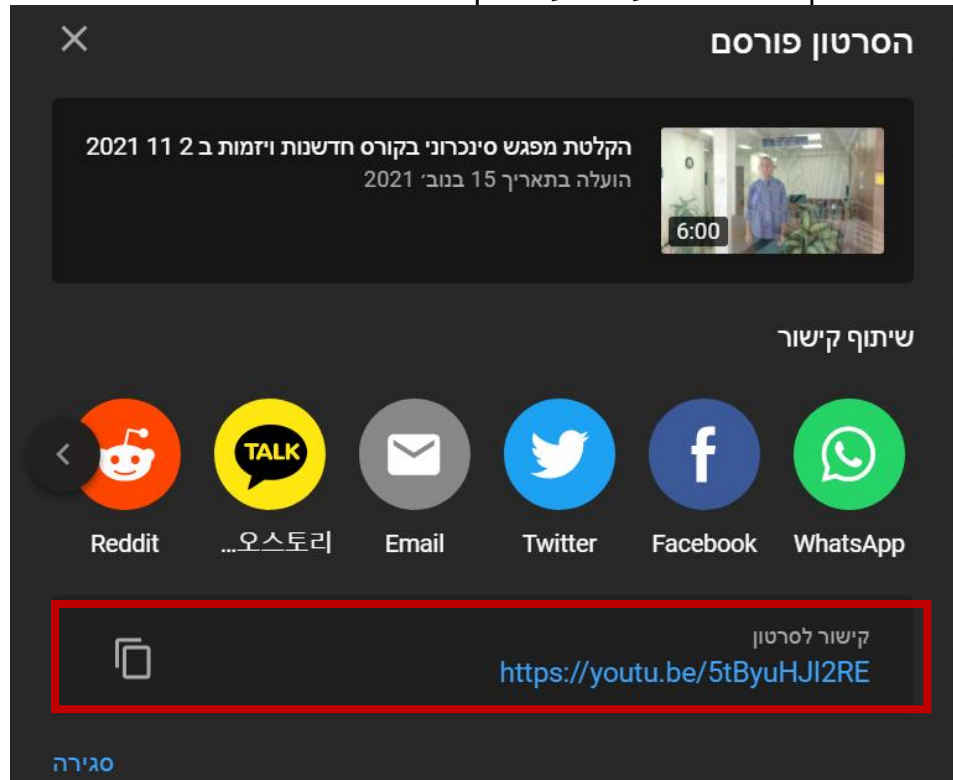 הסרטון פורסם
הקלטת מפגש סינכרוני בקורס חדשנות ויזמות ב 2 11 2021
הועלה בתאריך 15 בנוב׳ 2021
6:00
שיתוף קישור
TALK
WhatsApp
Facebook
Twitter
Email
오스토리...
Reddit
קישור לסרטון
https://youtu.be/5tByuHJI2RE
סגירה